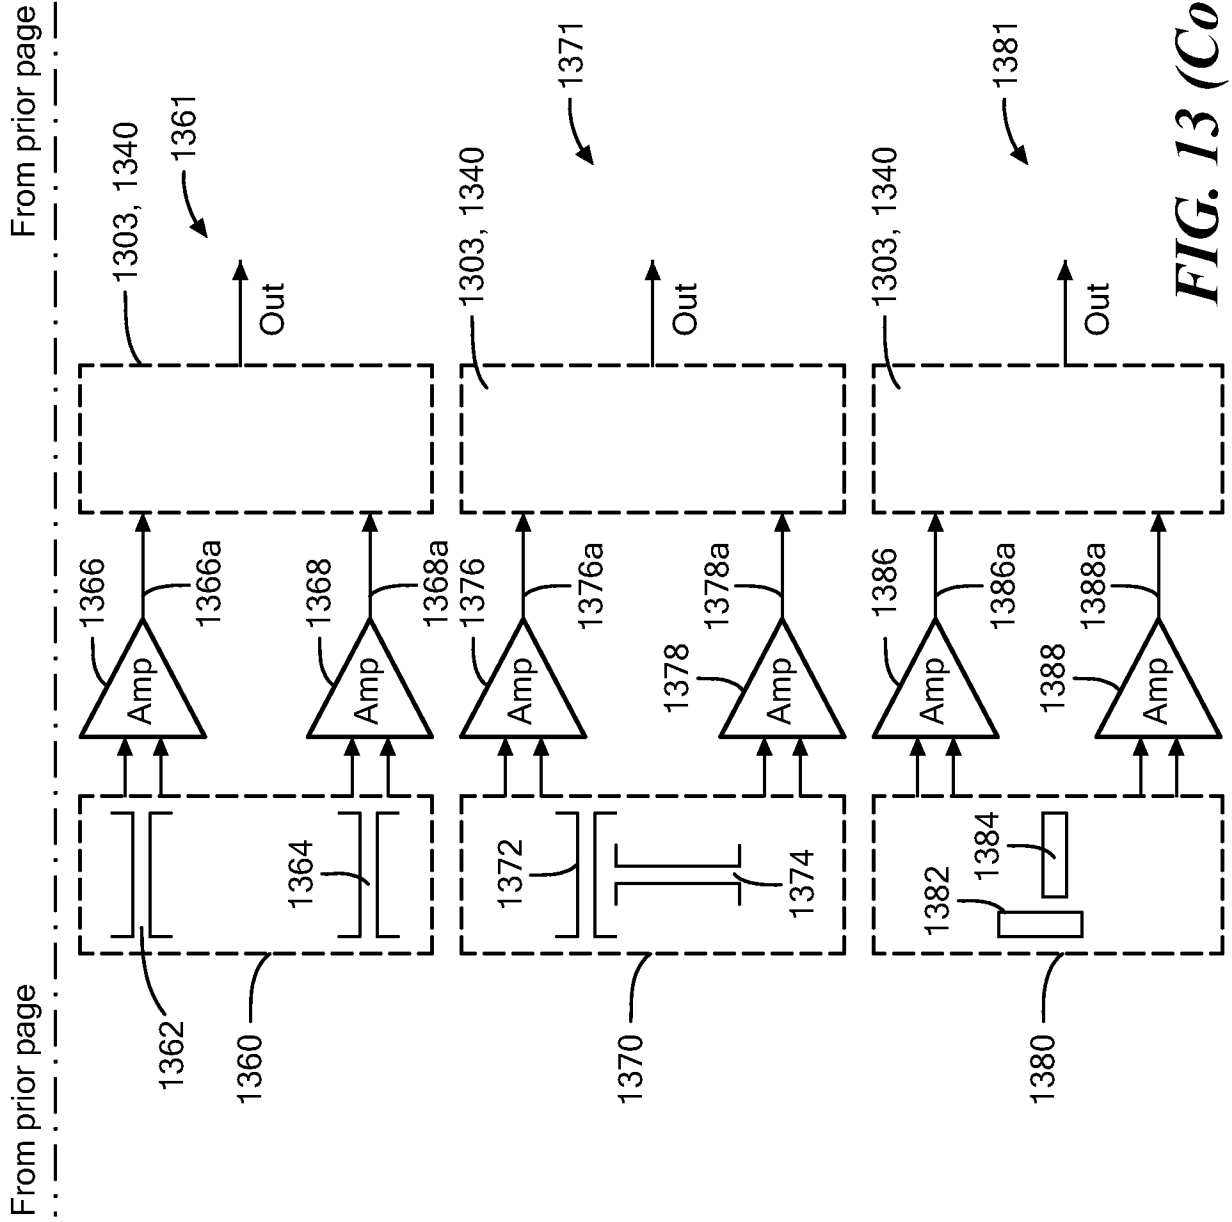 From prior page
From prior page
1362
1360
1364
1366
Amp
1366a
1368
Amp
1368a
1303, 1340
Out
1361
1370
1372
1374
1376
Amp
1376a
1378
Amp
1378a
1303, 1340
Out
1371
1380
1382
1384
1386
Amp
1386a
1388
Amp
1388a
1303, 1340
Out
1381
FIG. 13 (Co